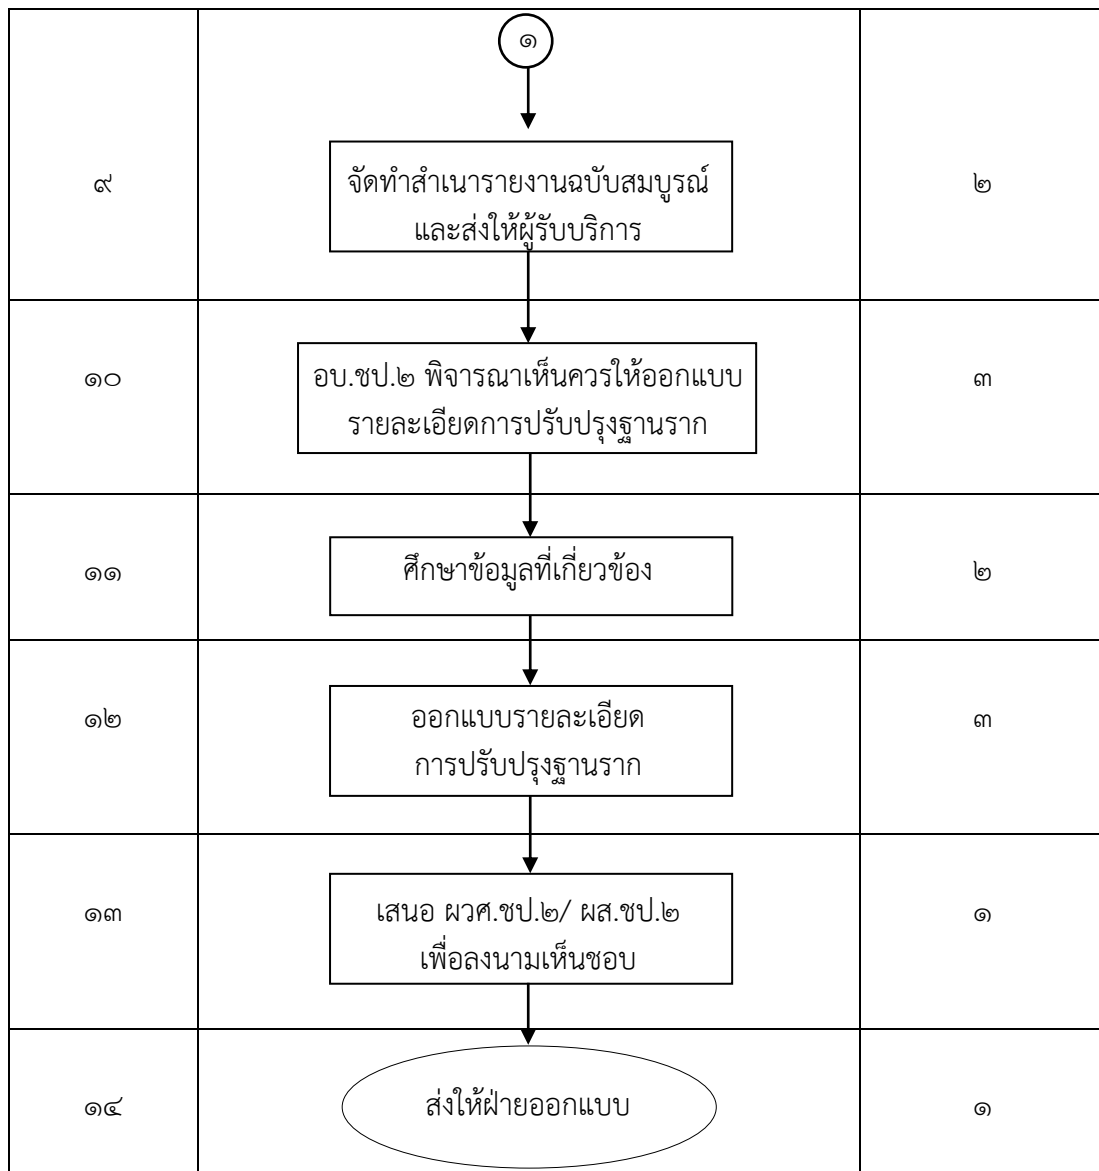 ๑
๙
จัดทำสำเนารายงานฉบับสมบูรณ์
และส่งให้ผู้รับบริการ
๒
๑๐
อบ.ชป.๒ พิจารณาเห็นควรให้ออกแบบ
รายละเอียดการปรับปรุงฐานราก
๓
๑๑
ศึกษาข้อมูลที่เกี่ยวข้อง
๒
๑๒
ออกแบบรายละเอียด
การปรับปรุงฐานราก
๓
๑๓
เสนอ ผวศ.ชป.๒/ ผส.ชป.๒
เพื่อลงนามเห็นชอบ
๑
๑๔
ส่งให้ฝ่ายออกแบบ
๑